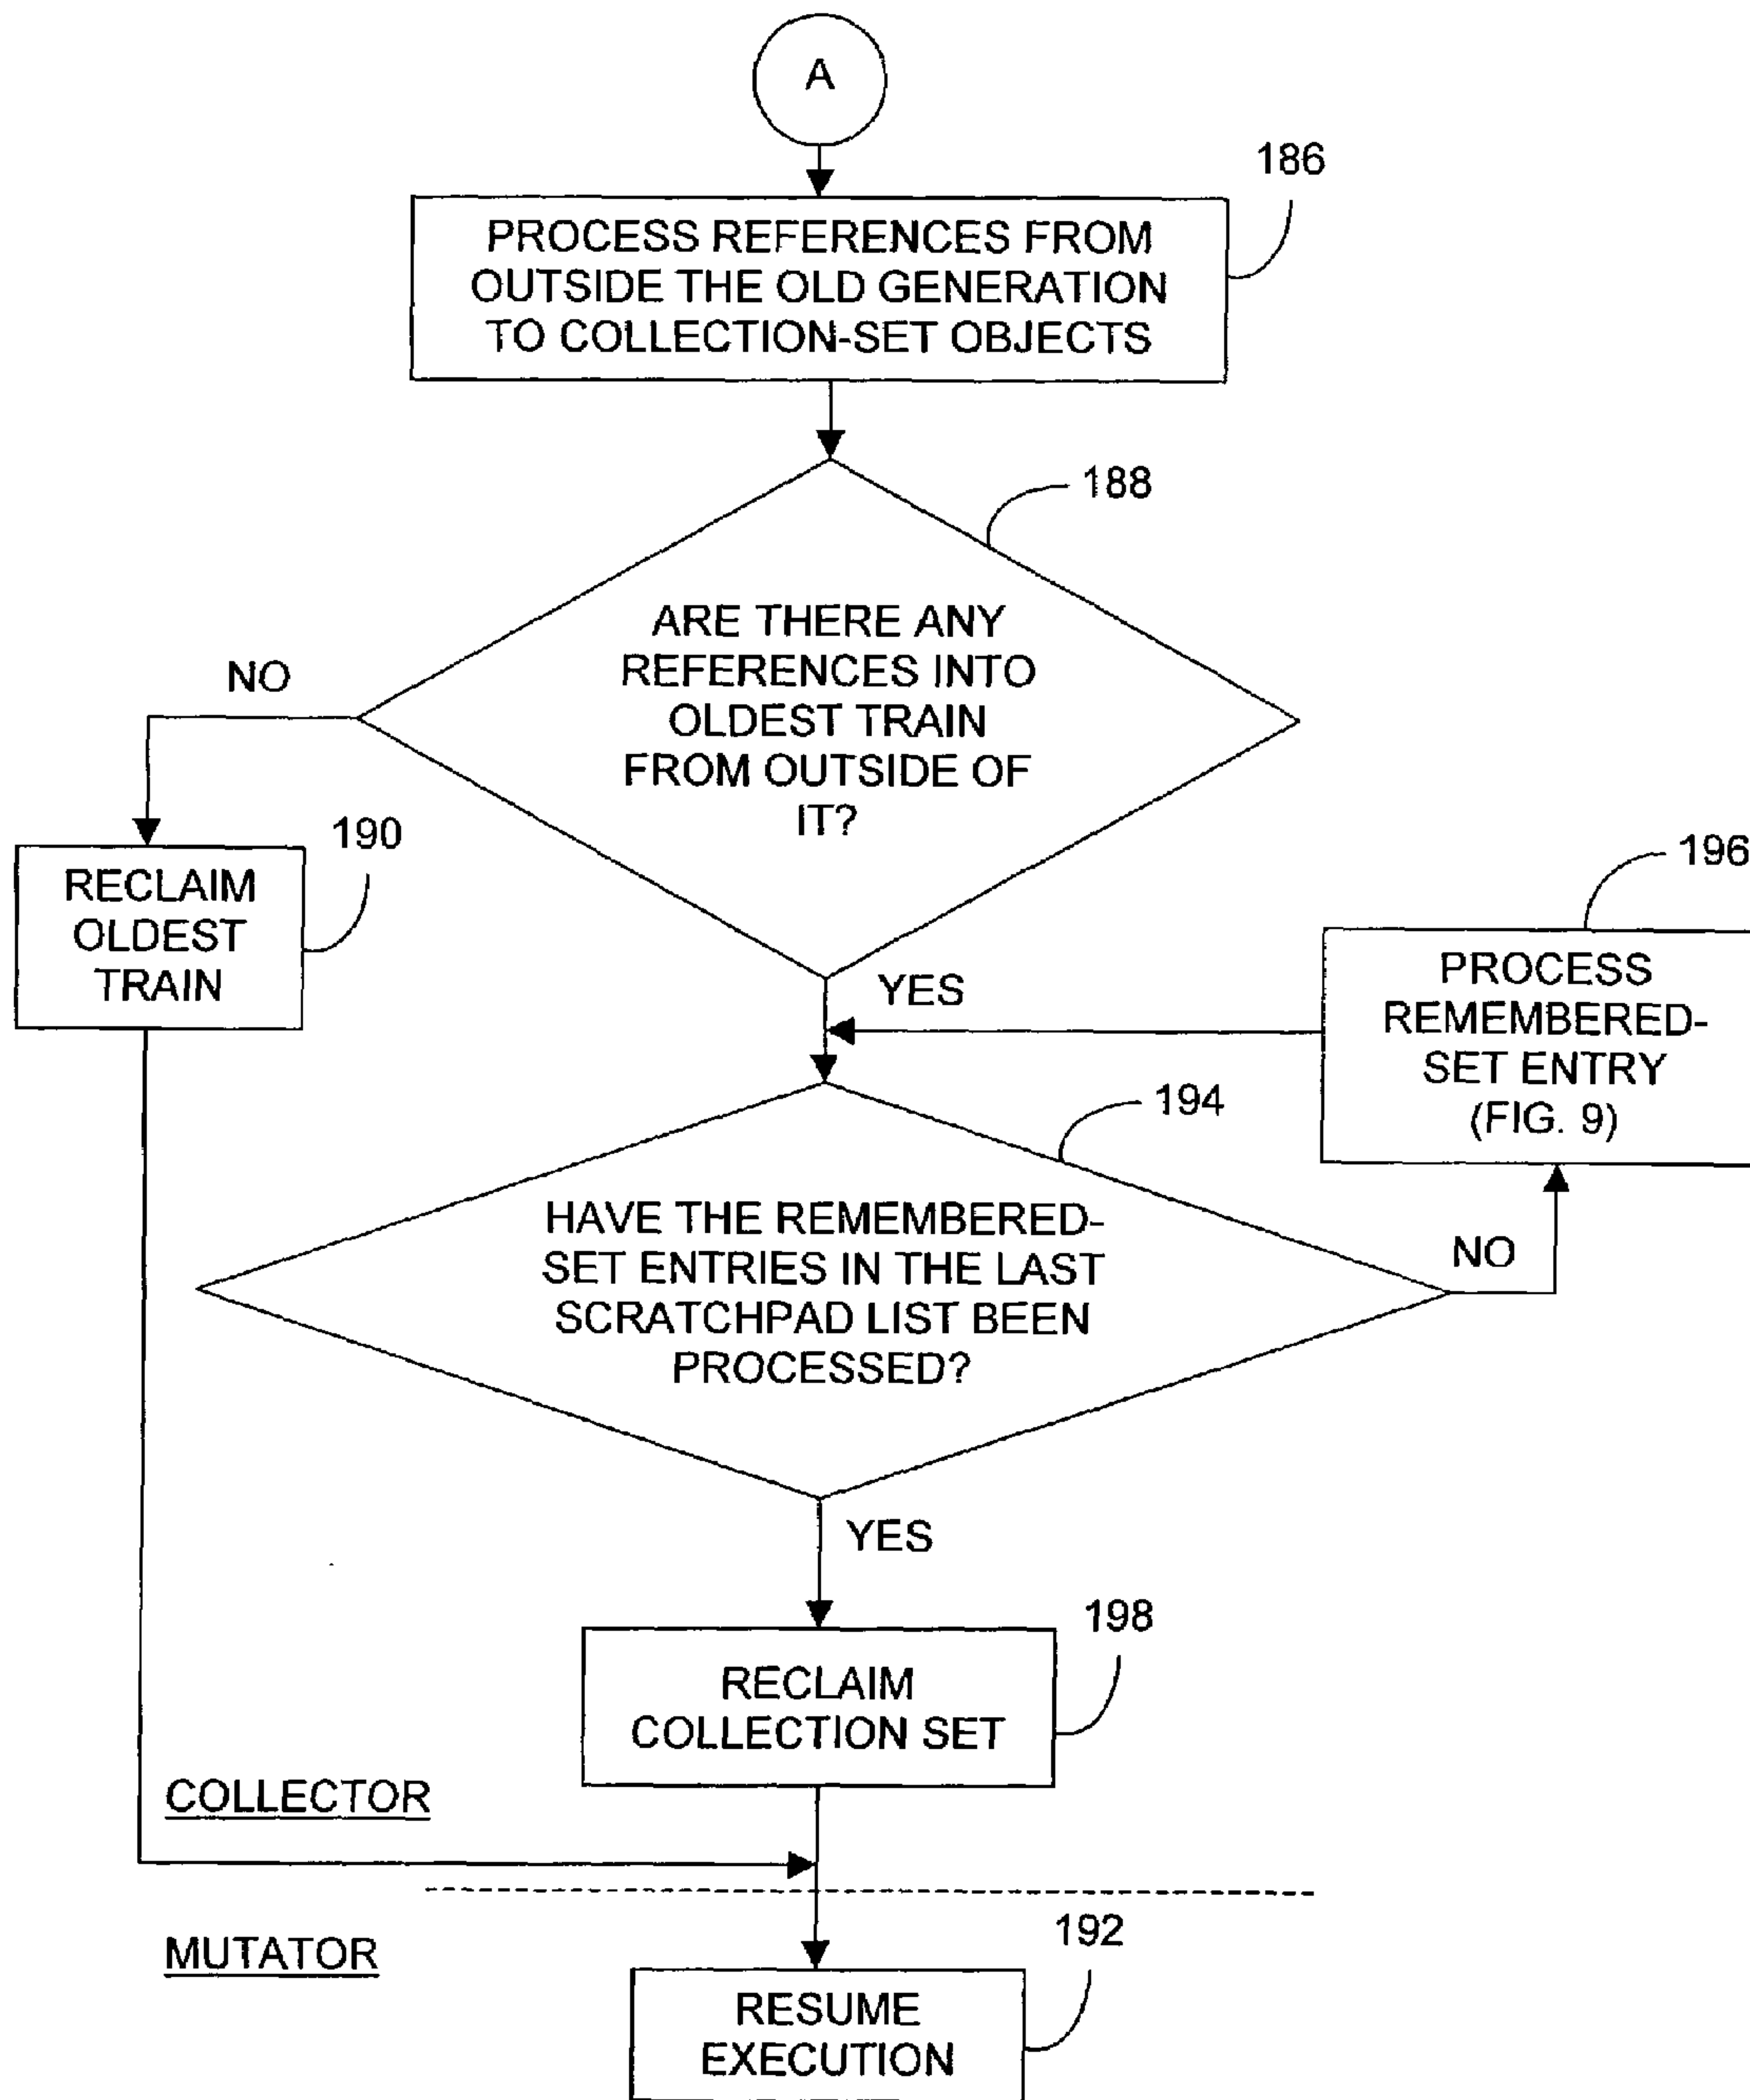 A
186
PROCESS REFERENCES FROM
OUTSIDE THE OLD GENERATION
TO COLLECTION-SET OBJECTS
188
ARE THERE ANY
REFERENCES INTO
OLDEST TRAIN
FROM OUTSIDE OF
IT?
NO
190
RECLAIM
OLDEST
TRAIN
YES
196
PROCESS
REMEMBERED-
SET ENTRY
(FIG. 9)
194
HAVE THE REMEMBERED-
SET ENTRIES IN THE LAST
SCRATCHPAD LIST BEEN
PROCESSED?
NO
YES
198
RECLAIM
COLLECTION SET
COLLECTOR
MUTATOR
192
RESUME
EXECUTION